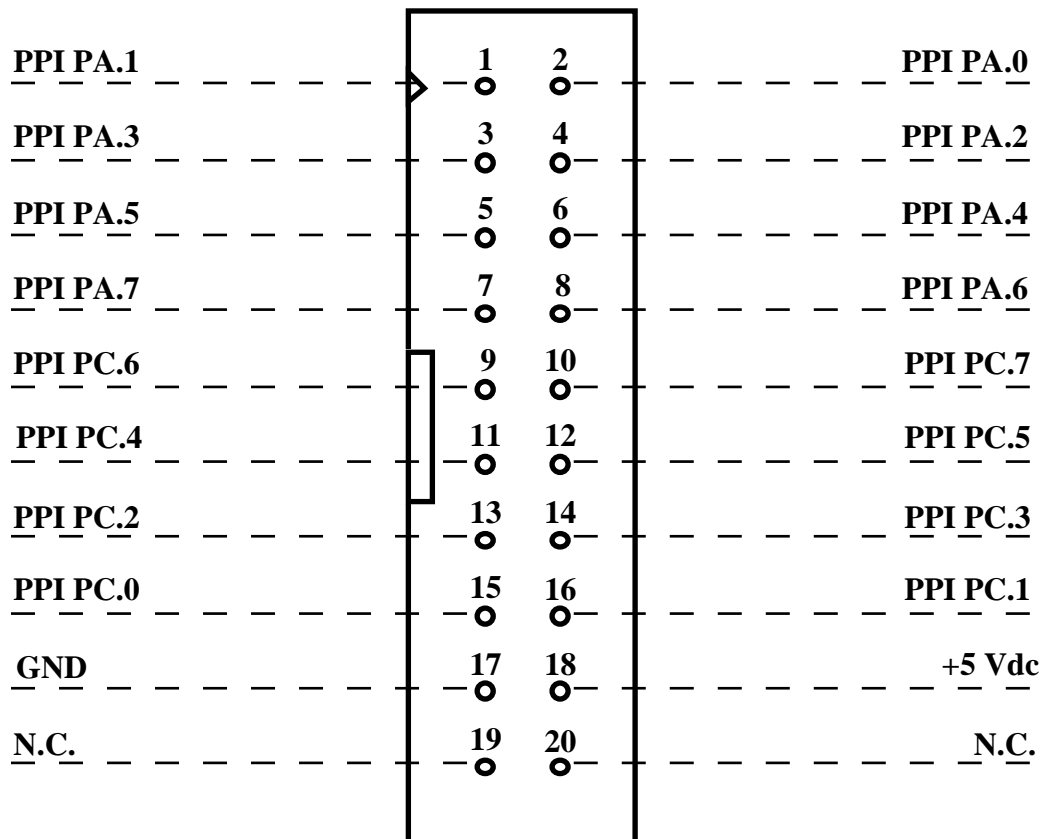 PPI PA.1 1 2 PPI PA.0
PPI PA.3 3 4 PPI PA.2
PPI PA.5 5 6 PPI PA.4
PPI PA.7 7 8 PPI PA.6
PPI PC.6 9 10 PPI PC.7
PPI PC.4 11 12 PPI PC.5
PPI PC.2 13 14 PPI PC.3
PPI PC.0 15 16 PPI PC.1
GND 17 18 +5 Vdc
N.C. 19 20 N.C.